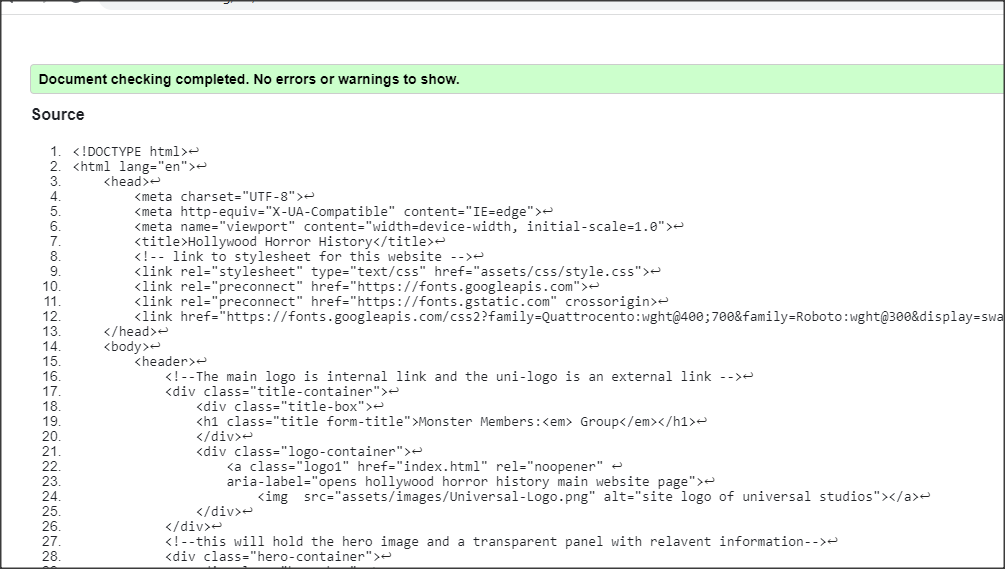 Document checking completed. No errors or warnings to show.
Source
1. <!DOCTYPE html>↩
2. <html lang="en">↩
3. <head>↩
4. <meta charset="UTF-8">↩
5. <meta http-equiv="X-UA-Compatible" content="IE=edge">↩
6. <meta name="viewport" content="width=device-width, initial-scale=1.0">↩
7. <title>Hollywood Horror History</title>↩
8. <!-- link to stylesheet for this website -->↩
9. <link rel="stylesheet" type="text/css" href="assets/css/style.css">↩
10. <link rel="preconnect" href="https://fonts.googleapis.com">↩
11. <link rel="preconnect" href="https://fonts.gstatic.com" crossorigin>↩
12. <link href="https://fonts.googleapis.com/css2?family=Quattrocento:wght@400;700&family=Roboto:wght@300&display=swa
13. </head>↩
14. <body>↩
15. <header>↩
16. <!--The main logo is internal link and the uni-logo is an external link -->↩
17. <div class="title-container">↩
18. <div class="title-box">↩
19. <h1 class="title form-title">Monster Members:<em> Group</em></h1>↩
20. </div>↩
21. <div class="logo-container">↩
22. <a class="logo1" href="index.html" rel="noopener" ↩
23. aria-label="opens hollywood horror history main website page">↩
24. <img  src="assets/images/Universal-Logo.png" alt="site logo of universal studios"></a>↩
25. </div>↩
26. </div>↩
27. <!--this will hold the hero image and a transparent panel with relavent information-->↩
28. <div class="hero-container">↩